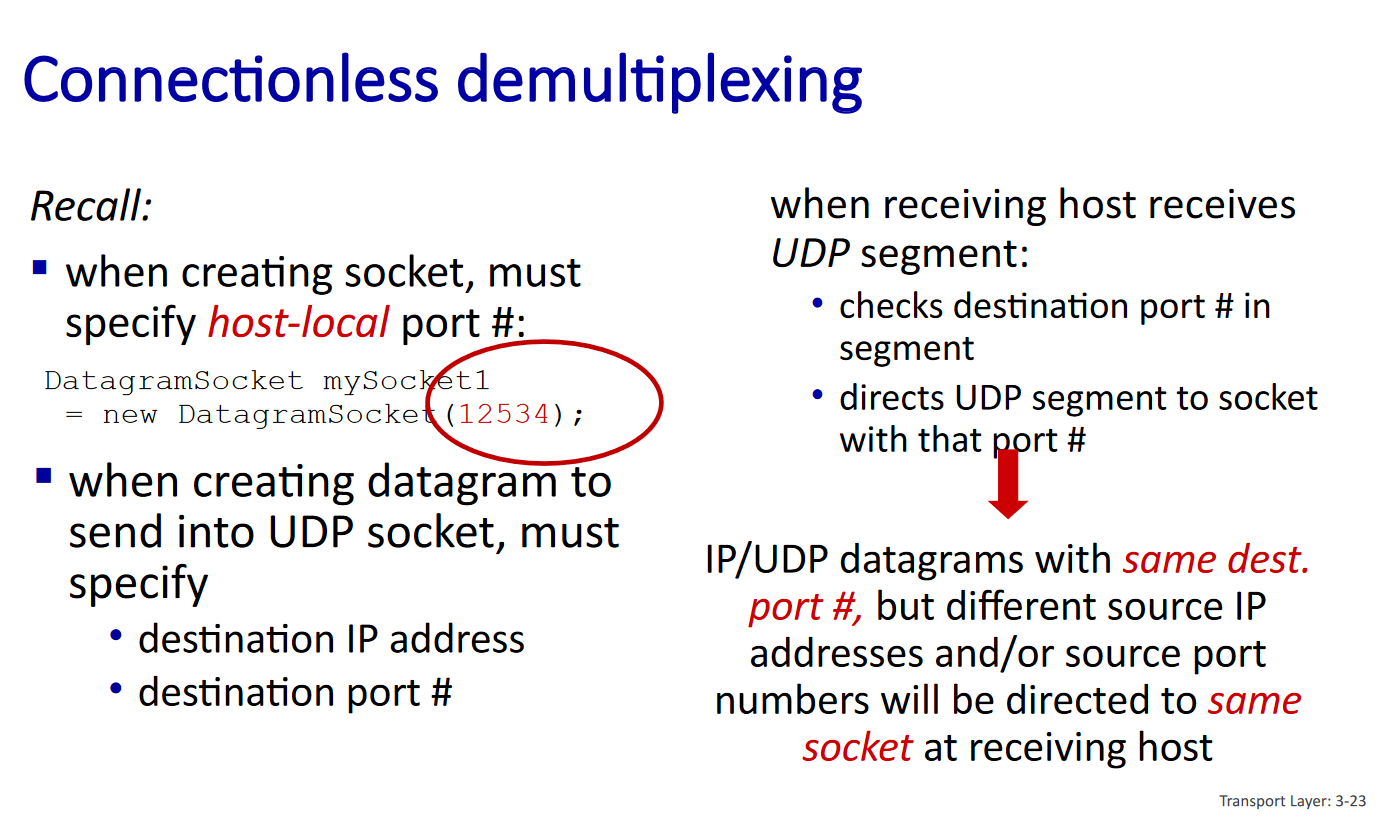 Connectionless demultiplexing
Recall:
when creating socket, must
specify host-local port #:
DatagramSocket mySocket1
= new DatagramSocket(12534);
when creating datagram to
send into UDP socket, must
specify
• destination IP address
• destination port #
when receiving host receives
UDP segment:
• checks destination port # in
segment
• directs UDP segment to socket
with that port #
IP/UDP datagrams with same dest.
port #, but different source IP
addresses and/or source port
numbers will be directed to same
socket at receiving host
Transport Layer: 3-23